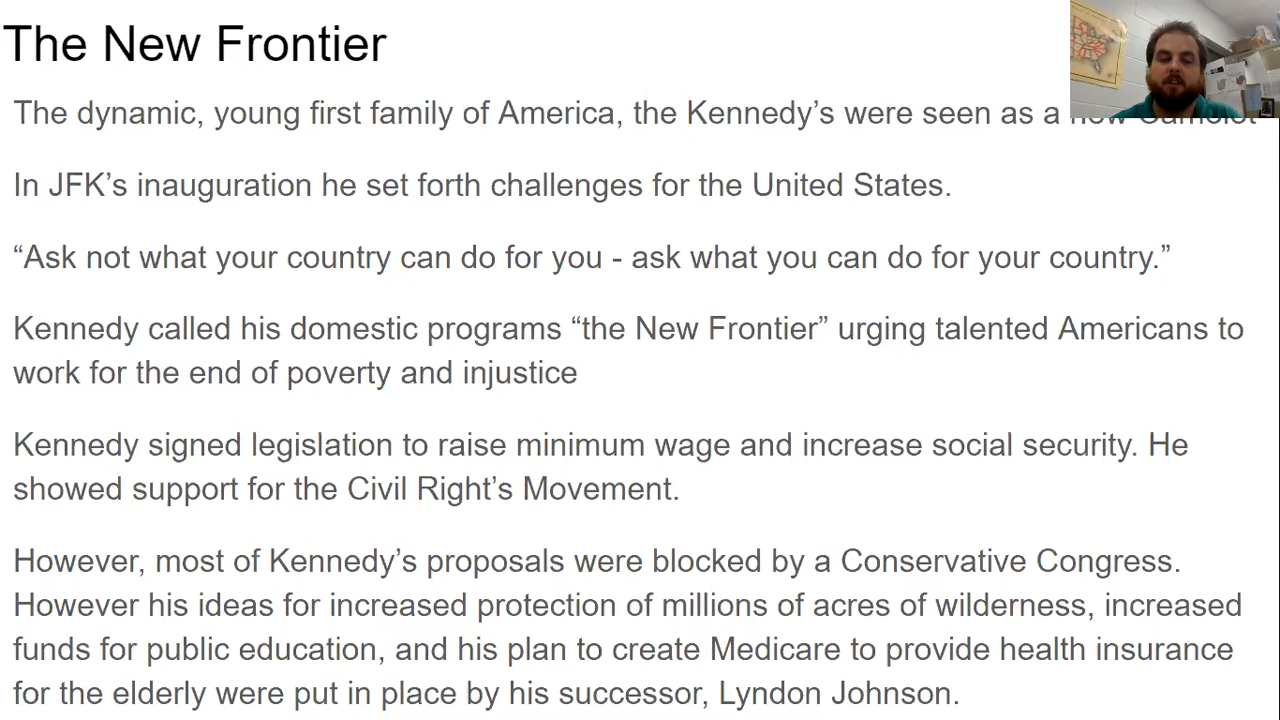 The New Frontier
The dynamic, young first family of America, the Kennedy’s were seen as a
In JFK’s inauguration he set forth challenges for the United States.
“Ask not what your country can do for you - ask what you can do for your country.”
Kennedy called his domestic programs “the New Frontier” urging talented Americans to
work for the end of poverty and injustice
Kennedy signed legislation to raise minimum wage and increase social security. He
showed support for the Civil Right’s Movement.
However, most of Kennedy’s proposals were blocked by a Conservative Congress.
However his ideas for increased protection of millions of acres of wilderness, increased
funds for public education, and his plan to create Medicare to provide health insurance
for the elderly were put in place by his successor, Lyndon Johnson.